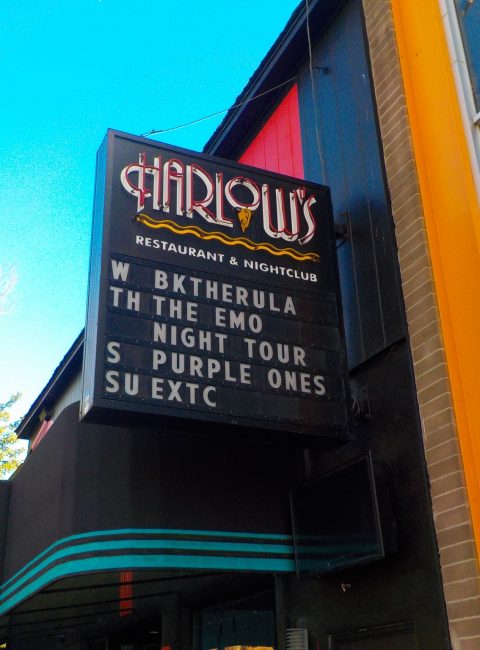 HARLOW'S
RESTAURANT & NIGHTCLUB
W BKTHERULA
TH THE EMO
NIGHT TOUR
S PURPLE ONES
SU EXTC